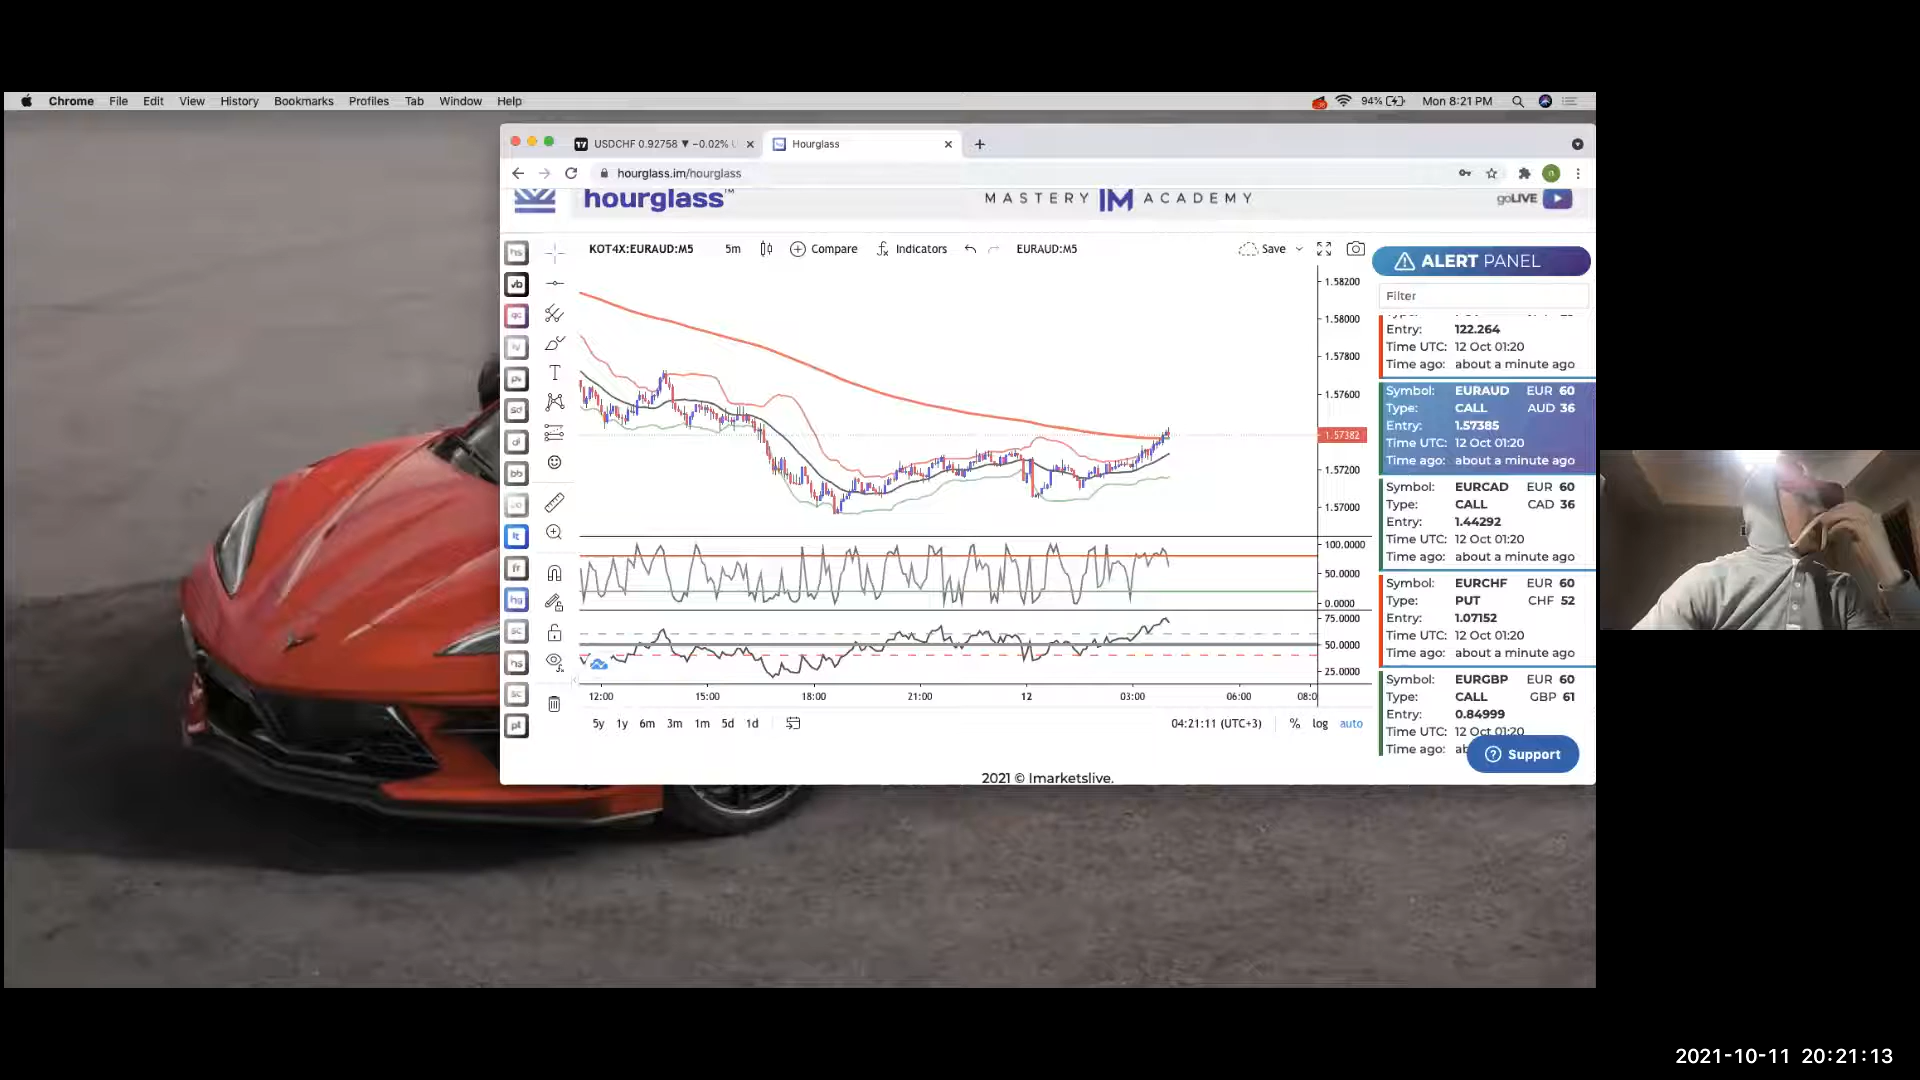 Chrome File Edit View History Bookmarks Profiles Tab Window Help
94% Mon 8:21 PM
USDCHF 0.92758 ▼ −0.02%
Hourglass
hourglass.im/hourglass
hourglass™
MASTERY IM ACADEMY
goLIVE
KOT4X:EURAUD:M5 5m Compare Indicators EURAUD:M5 Save
ALERT PANEL
Filter
Entry: 122.264
Time UTC: 12 Oct 01:20
Time ago: about a minute ago
Symbol: EURAUD EUR 60
Type: CALL AUD 36
Entry: 1.57385
Time UTC: 12 Oct 01:20
Time ago: about a minute ago
Symbol: EURCAD EUR 60
Type: CALL CAD 36
Entry: 1.44292
Time UTC: 12 Oct 01:20
Time ago: about a minute ago
Symbol: EURCHF EUR 60
Type: PUT CHF 52
Entry: 1.07152
Time UTC: 12 Oct 01:20
Time ago: about a minute ago
Symbol: EURGBP EUR 60
Type: CALL GBP 61
Entry: 0.84999
Time UTC: 12 Oct 01:20
Time ago:
Support
1.58200
1.58000
1.57800
1.57600
1.57382
1.57200
1.57000
100.0000
50.0000
0.0000
75.0000
50.0000
25.0000
12:00 15:00 18:00 21:00 12 03:00 06:00 08:0
5y 1y 6m 3m 1m 5d 1d
04:21:11 (UTC+3) % log auto
2021 © Imarketslive.
2021-10-11 20:21:13